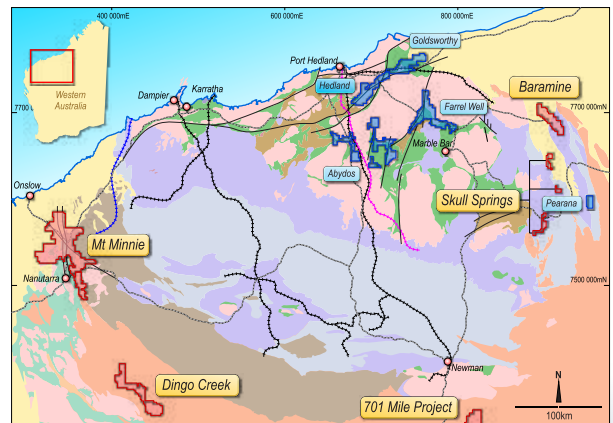 400 000mE
600 000mE
800 000mE
Western
Australia
Goldsworthy
Port Hedland
Karratha
Dampier
Hedland
Baramine
7700
7700 000mN
Farrel Well
Marble Bar
Abydos
Onslow
Skull Springs
Pearana
Mt Minnie
Nanutarra
7500 000mN
Dingo Creek
Newman
701 Mile Project
N
100km